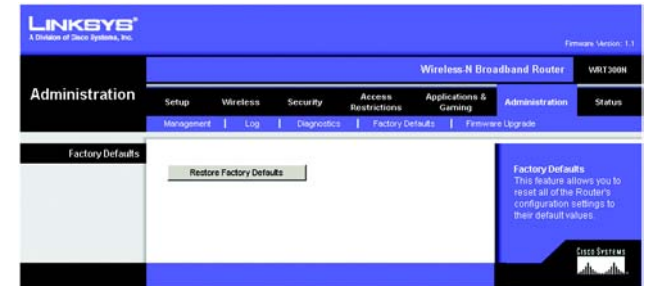 LINKSYS®
A Division of Cisco Systems, Inc.
Firmware Version: 1.1
Wireless-N Broadband Router
WRT300N
Administration
Setup
Wireless
Security
Access
Restrictions
Applications &
Gaming
Administration
Status
Management | Log | Diagnostics | Factory Defaults | Firmware Upgrade
Factory Defaults
Restore Factory Defaults
Factory Defaults
This feature allows you to
reset all of the Router's
configuration settings to
their default values.
CISCO SYSTEMS